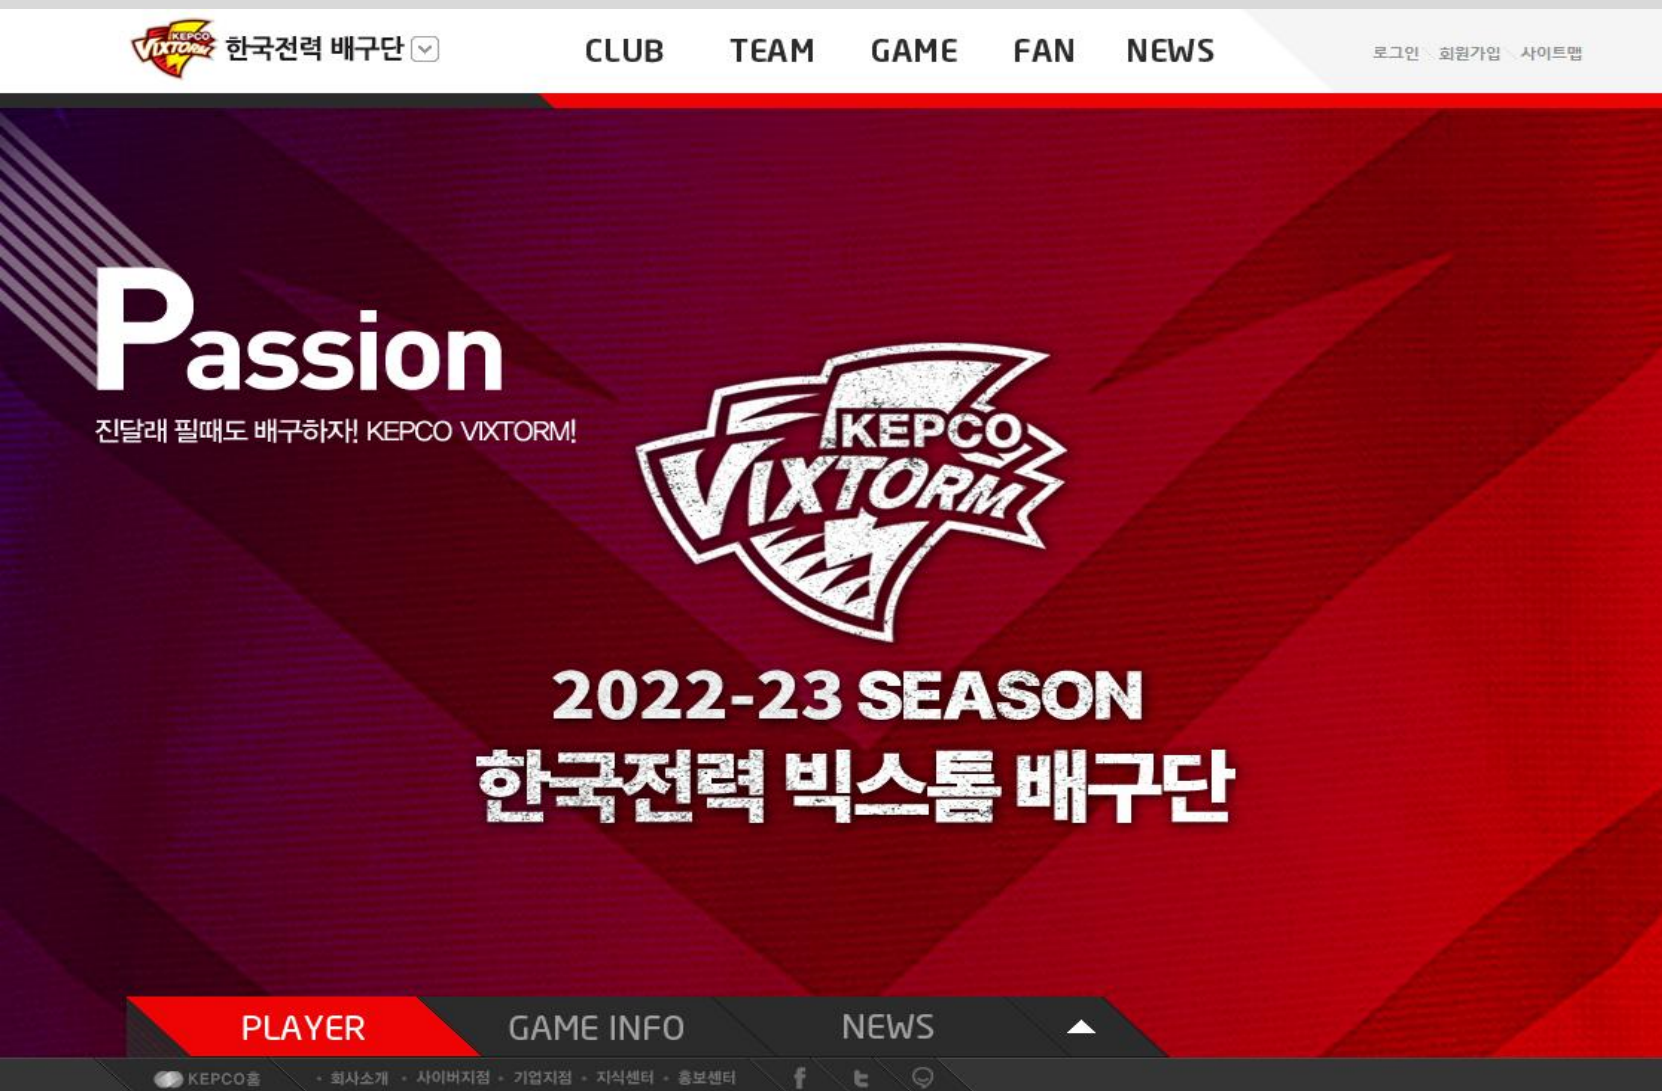 KEPCO
VIXTORM
한국전력 배구단
CLUB TEAM GAME FAN NEWS
로그인 회원가입 사이트맵
Passion
진달래 필때도 배구하자! KEPCO VIXTORM!
KEPCO
VIXTORM
2022-23 SEASON
한국전력 빅스톰 배구단
PLAYER GAME INFO NEWS
KEPCO홈 • 회사소개 • 사이버지점 • 기업지점 • 지식센터 • 홍보센터